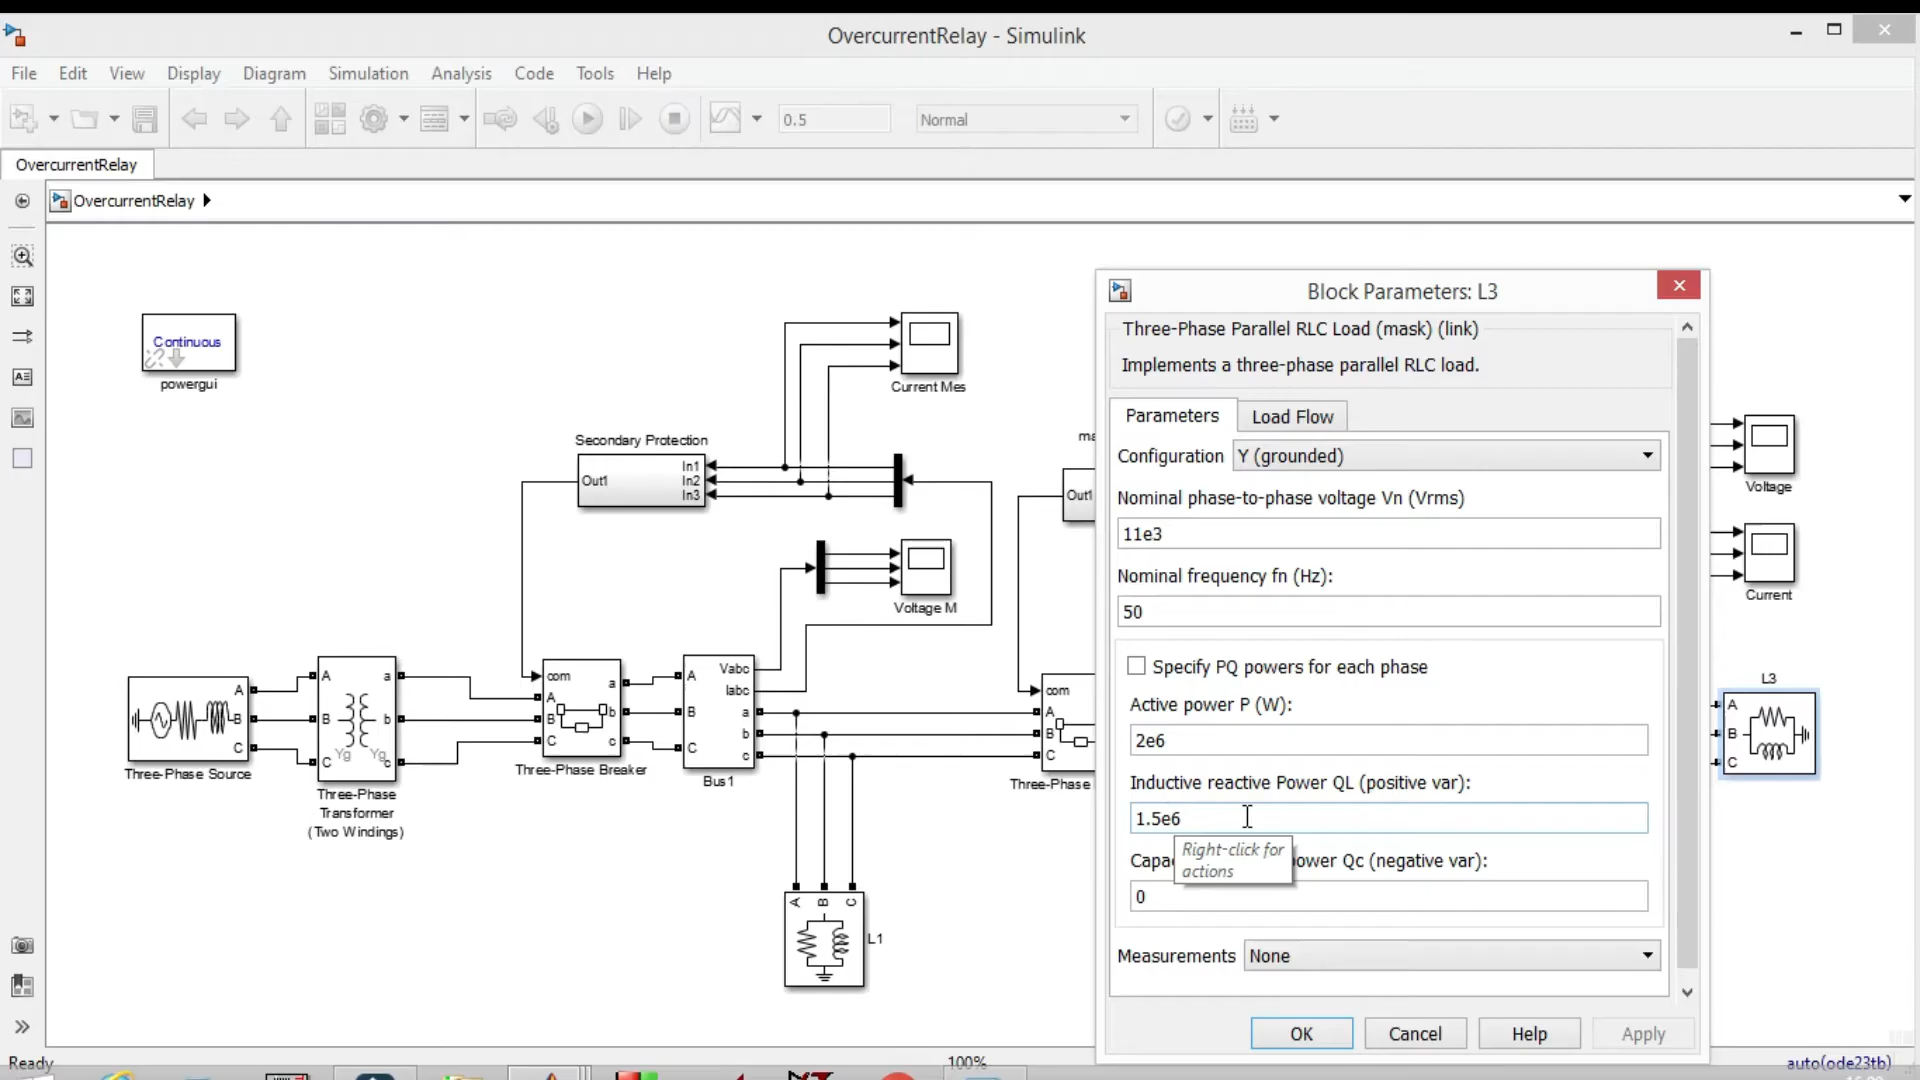 OvercurrentRelay - Simulink
File Edit View Display Diagram Simulation Analysis Code Tools Help
0.5 Normal
OvercurrentRelay
OvercurrentRelay
Continuous
powergui
Current Mes
Secondary Protection
Out1 In1
In2
In3
Voltage M
Three-Phase Source
A
B
C
A a
B b
C c
Yg Yg
Three-Phase
Transformer
(Two Windings)
com
A a
B b
C c
Three-Phase Breaker
Vabc
Iabc
A a
B b
C c
Bus1
A B C
L1
Out1
com
A
B
C
Three-Phase
Block Parameters: L3
Three-Phase Parallel RLC Load (mask) (link)
Implements a three-phase parallel RLC load.
Parameters Load Flow
Configuration Y (grounded)
Nominal phase-to-phase voltage Vn (Vrms)
11e3
Nominal frequency fn (Hz):
50
Specify PQ powers for each phase
Active power P (W):
2e6
Inductive reactive Power QL (positive var):
1.5e6
Right-click for
actions
Qc (negative var):
0
Measurements None
OK Cancel Help Apply
Voltage
Current
L3
A
B
C
Ready 100% auto(ode23tb)